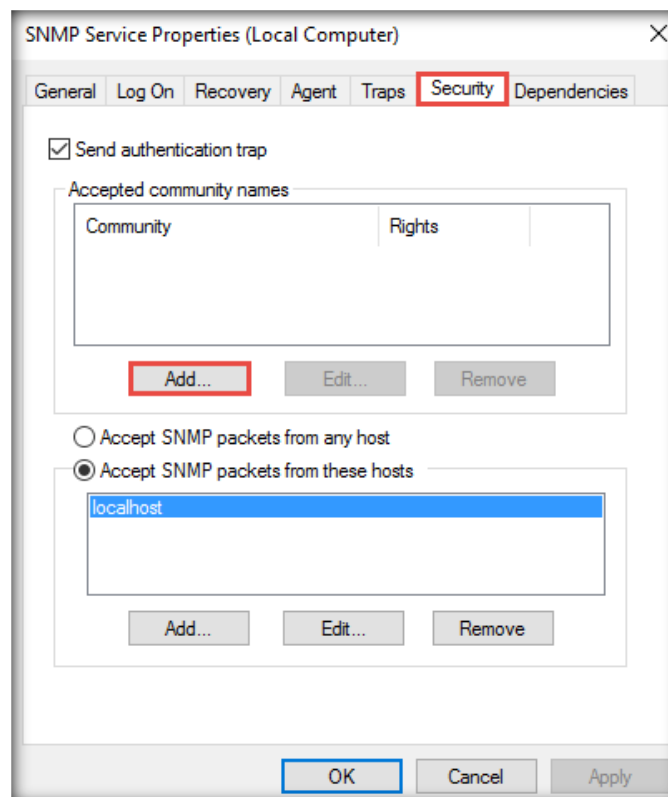 SNMP Service Properties (Local Computer)
General Log On Recovery Agent Traps Security Dependencies
Send authentication trap
Accepted community names
Community Rights
Add... Edit... Remove
Accept SNMP packets from any host
Accept SNMP packets from these hosts
localhost
Add... Edit... Remove
OK Cancel Apply